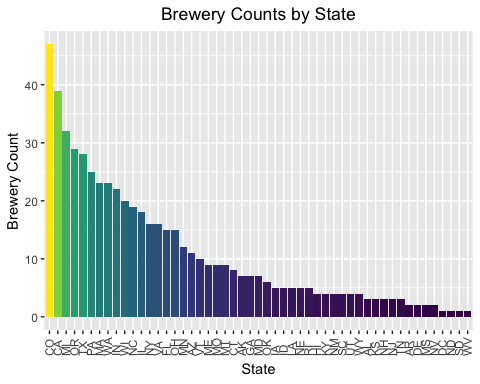 Brewery Counts by State
Brewery Count
40
30
20
10
0
CO CA MI OR TX PA MA WA IN WI NC IL NY VA FL OH MN AZ VT ME MO MT CT AK GA MD OK IA ID LA NE RI HI KY NM SC UT WY AL KS NH NJ TN AR DE MS NV DC ND SD WV
State